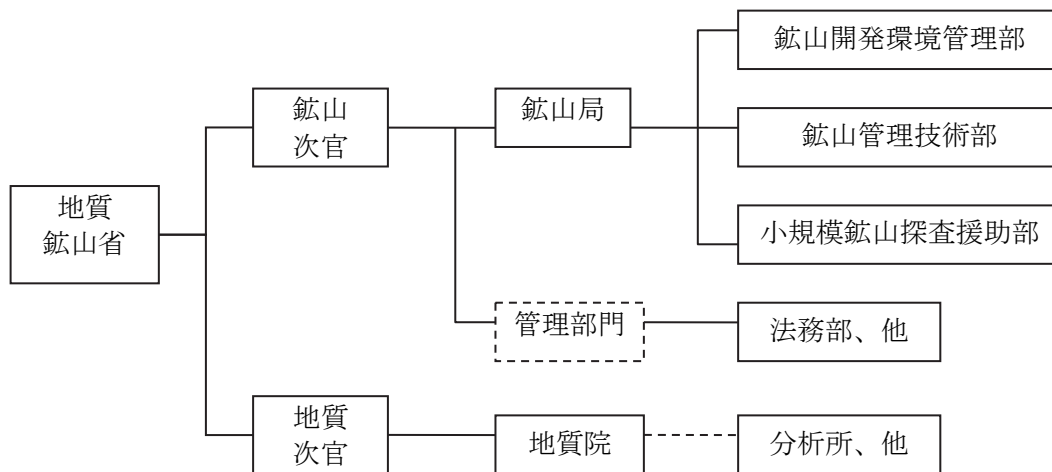 地質
鉱山省
鉱山
次官
鉱山局
鉱山開発環境管理部
鉱山管理技術部
小規模鉱山探査援助部
管理部門
法務部、他
地質
次官
地質院
分析所、他